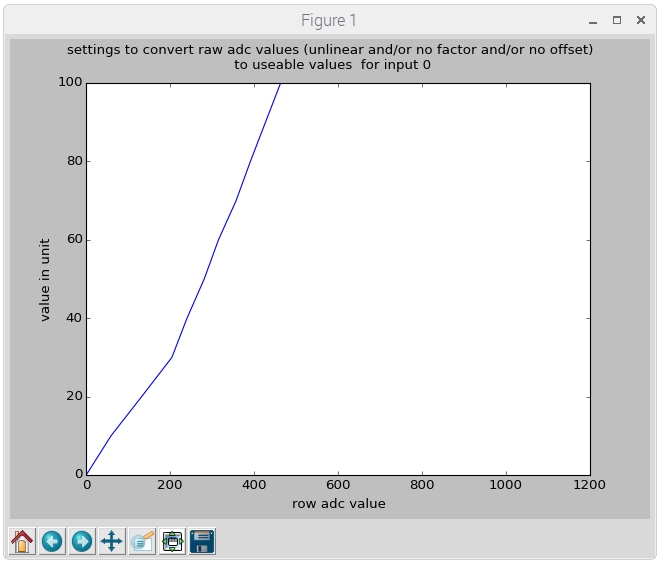 Figure 1
settings to convert raw adc values (unlinear and/or no factor and/or no offset)
to useable values  for input 0
100
80
60
40
20
0
value in unit
0 200 400 600 800 1000 1200
row adc value